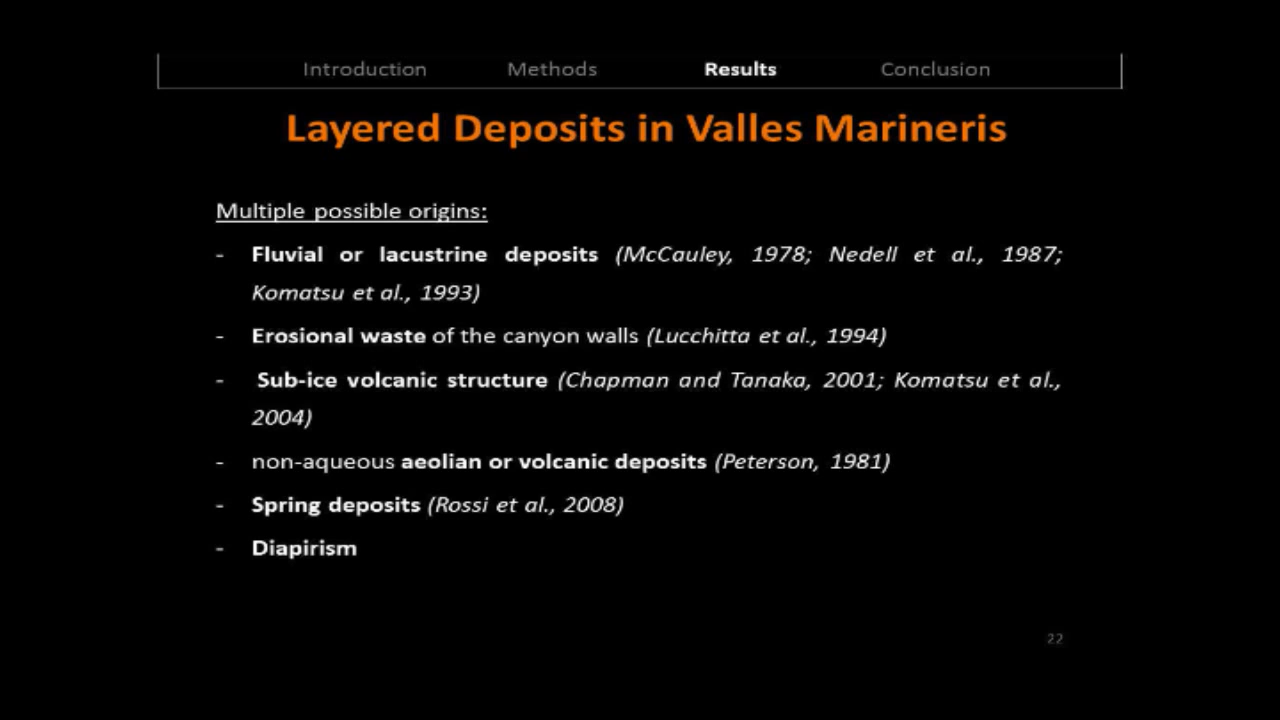 Introduction Methods Results Conclusion
Layered Deposits in Valles Marineris
Multiple possible origins:
- Fluvial or lacustrine deposits (McCauley, 1978; Nedell et al., 1987;
Komatsu et al., 1993)
- Erosional waste of the canyon walls (Lucchitta et al., 1994)
- Sub-ice volcanic structure (Chapman and Tanaka, 2001; Komatsu et al.,
2004)
- non-aqueous aeolian or volcanic deposits (Peterson, 1981)
- Spring deposits (Rossi et al., 2008)
- Diapirism
22